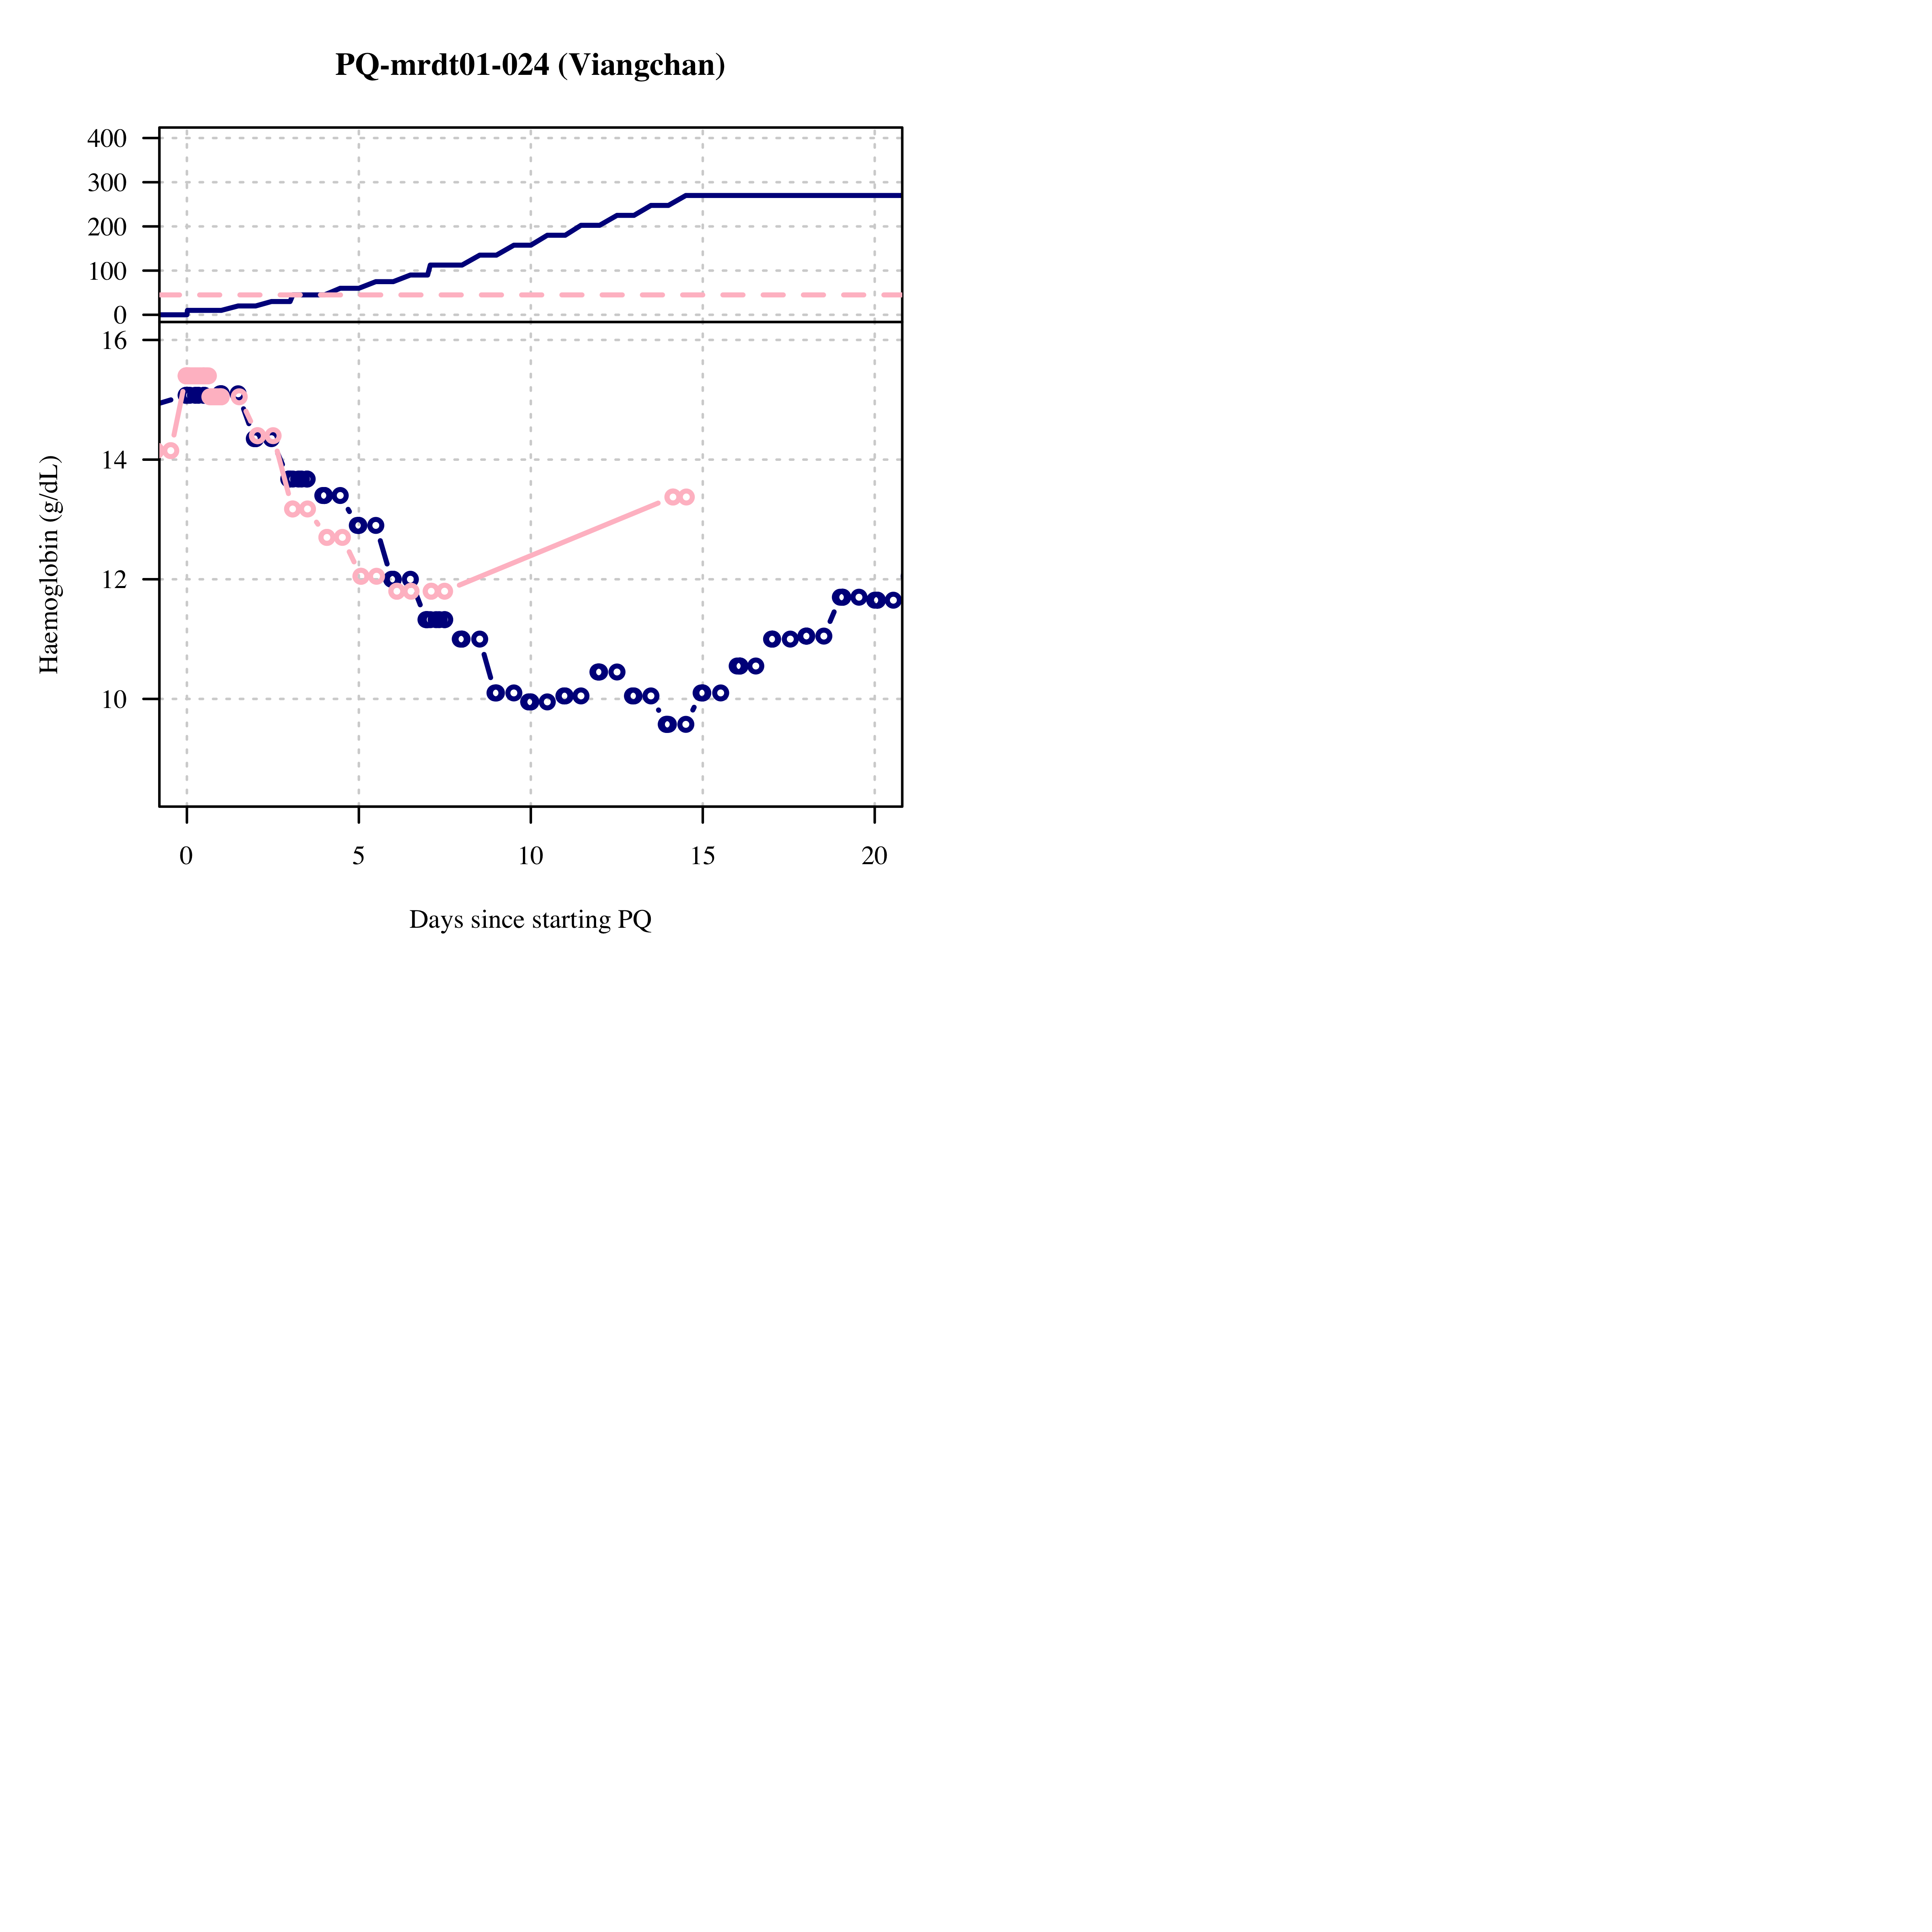 PQ-mrdt01-024 (Viangchan)
400
300
200
100
0
16
14
12
10
Haemoglobin (g/dL)
0 5 10 15 20
Days since starting PQ